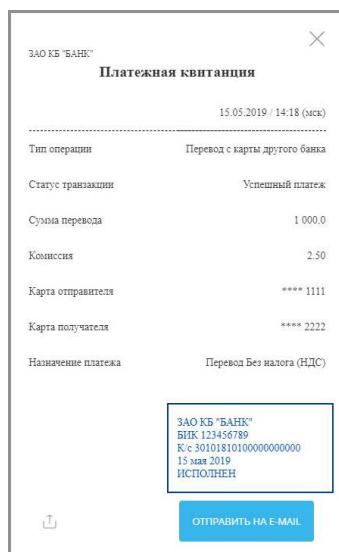 ЗАО КБ "БАНК"
Платежная квитанция
15.05.2019 / 14:18 (мск)
Тип операции Перевод с карты другого банка
Статус транзакции Успешный платеж
Сумма перевода 1 000.0
Комиссия 2.50
Карта отправителя **** 1111
Карта получателя **** 2222
Назначение платежа Перевод Без налога (НДС)
ЗАО КБ "БАНК"
БИК 123456789
К/с 30101810100000000000
15 мая 2019
ИСПОЛНЕН
ОТПРАВИТЬ НА E-MAIL